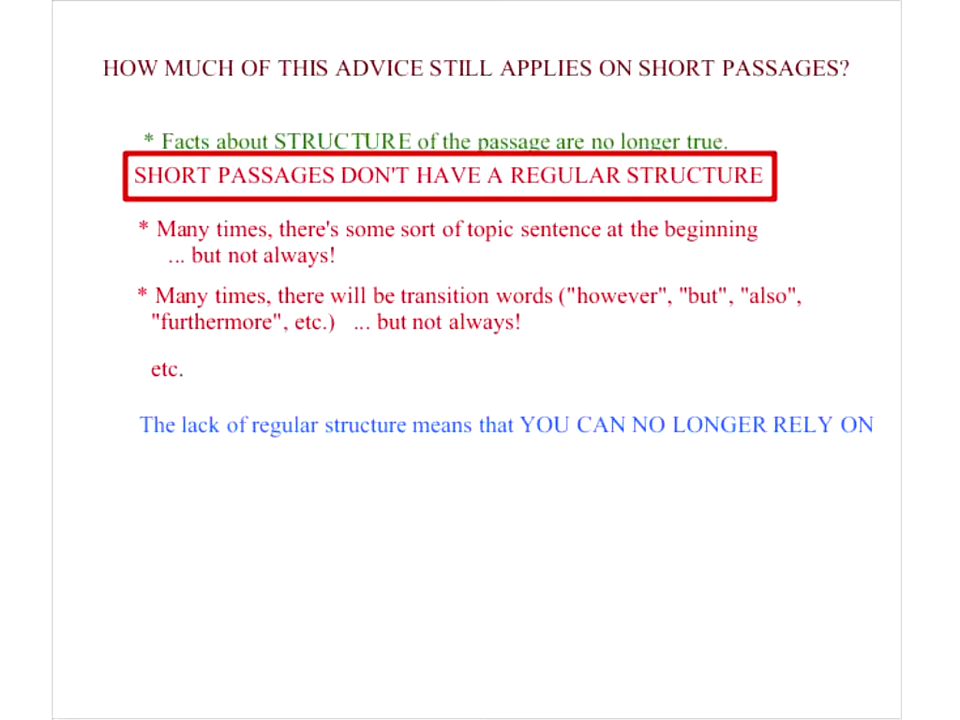 HOW MUCH OF THIS ADVICE STILL APPLIES ON SHORT PASSAGES?
* Facts about STRUCTURE of the passage are no longer true.
SHORT PASSAGES DON'T HAVE A REGULAR STRUCTURE
* Many times, there's some sort of topic sentence at the beginning
... but not always!
* Many times, there will be transition words ("however", "but", "also",
"furthermore", etc.) ... but not always!
etc.
The lack of regular structure means that YOU CAN NO LONGER RELY ON